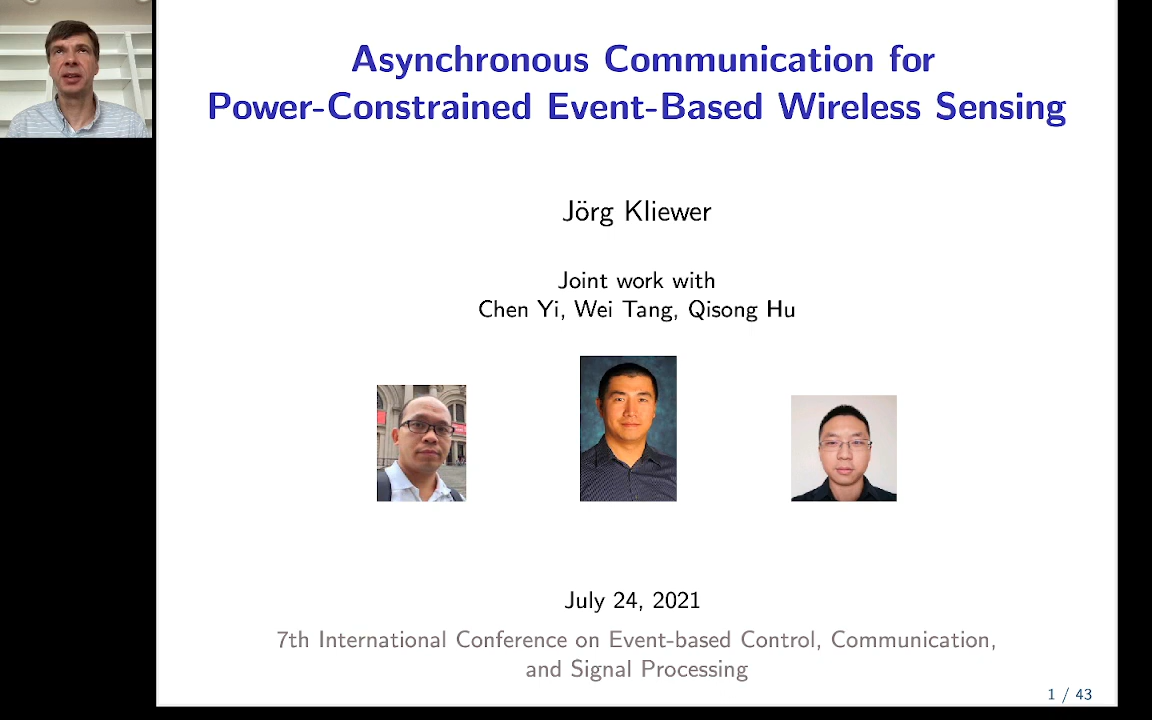 Asynchronous Communication for
Power-Constrained Event-Based Wireless Sensing
Jörg Kliewer
Joint work with
Chen Yi, Wei Tang, Qisong Hu
July 24, 2021
7th International Conference on Event-based Control, Communication,
and Signal Processing
1 / 43